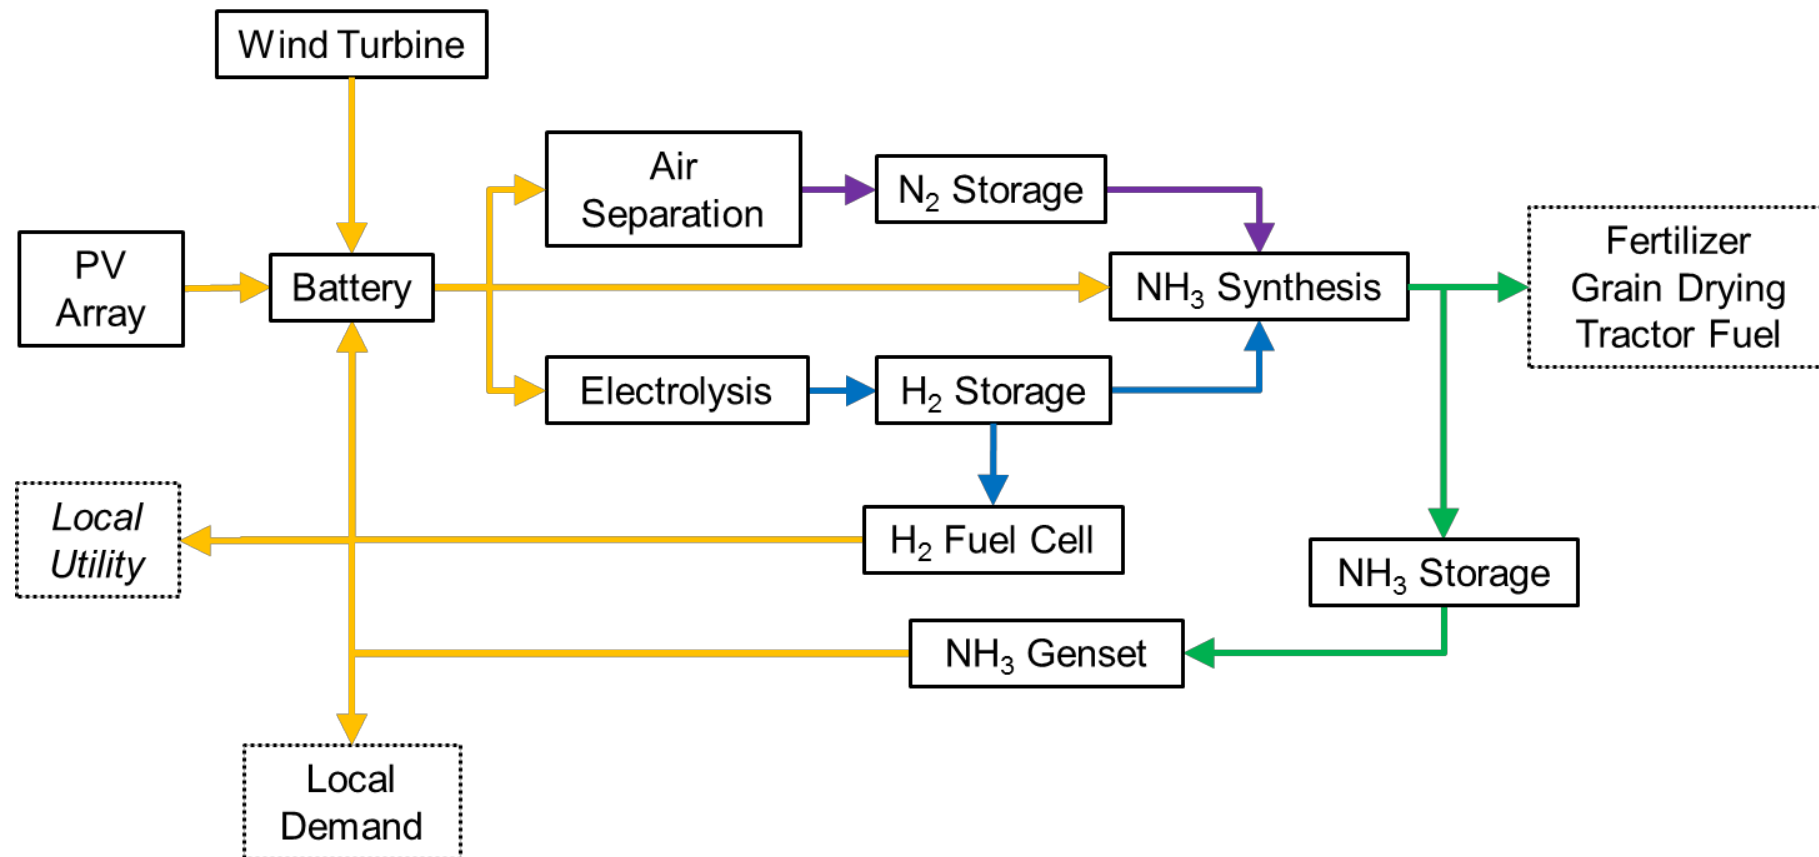 Wind Turbine
Air
Separation
N₂ Storage
PV
Array
Battery
NH₃ Synthesis
Fertilizer
Grain Drying
Tractor Fuel
Electrolysis
H₂ Storage
Local
Utility
H₂ Fuel Cell
NH₃ Storage
NH₃ Genset
Local
Demand